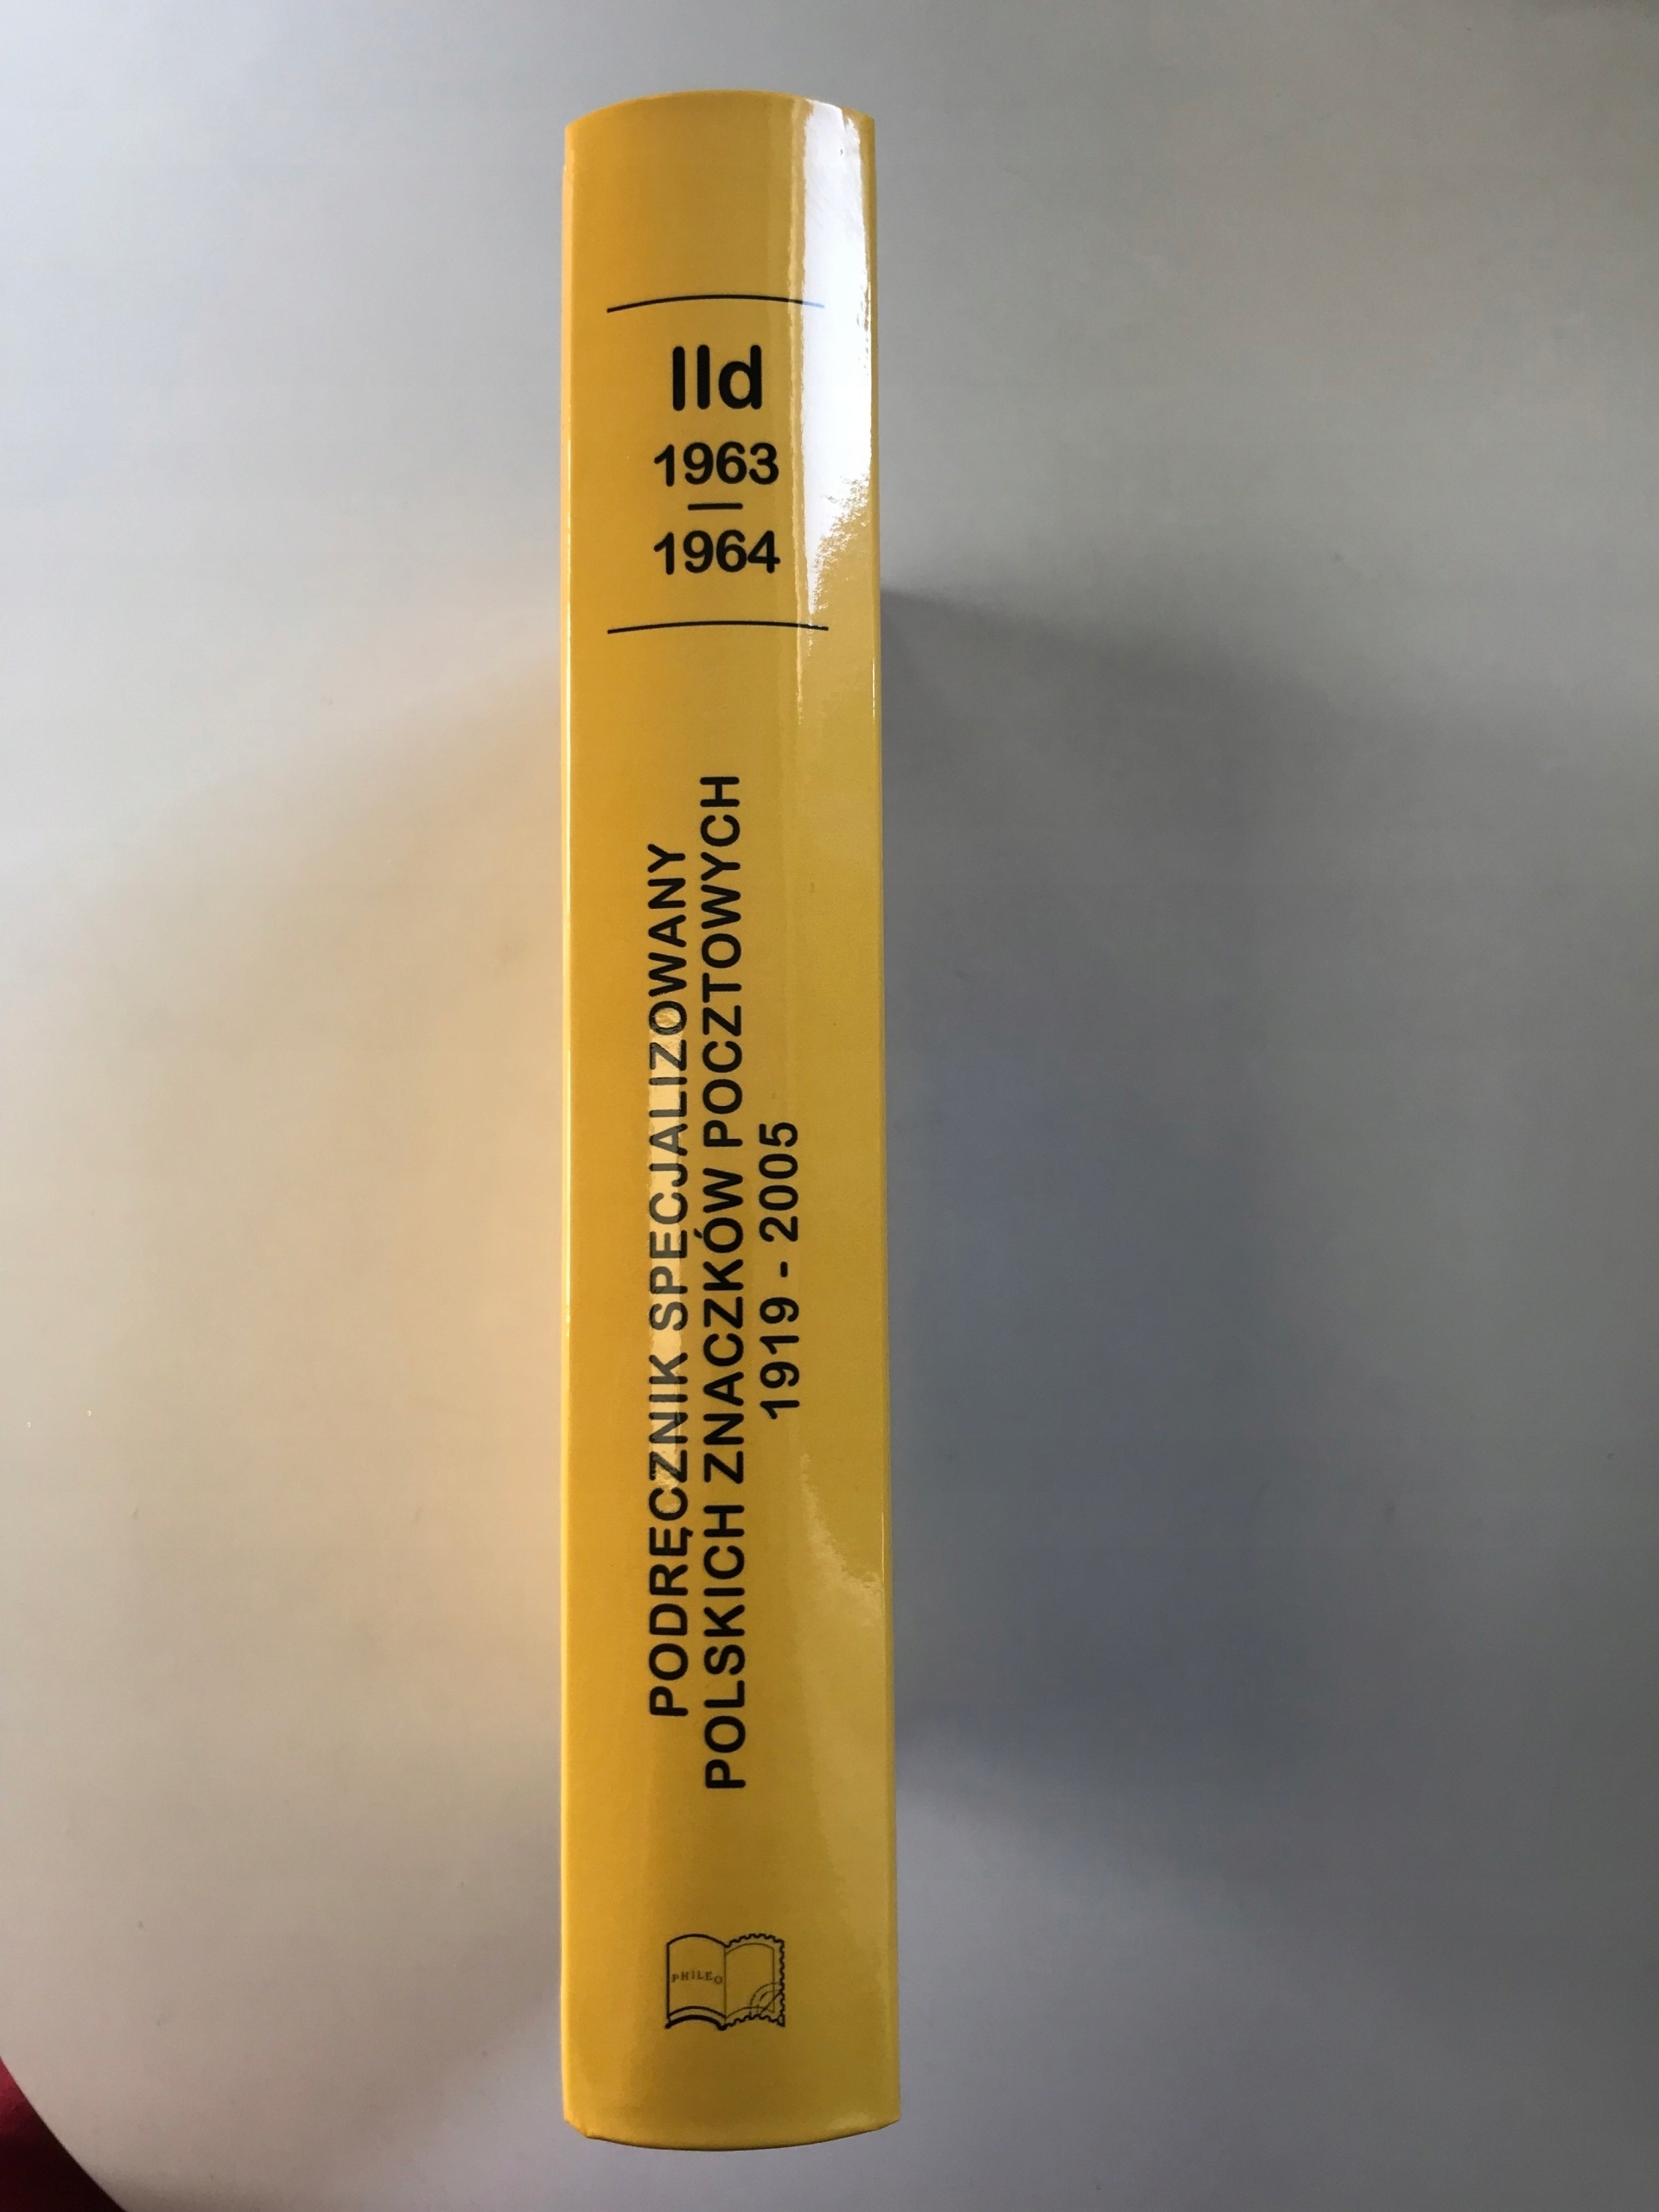 IId
1963
—
1964
PODRĘCZNIK SPECJALIZOWANY
POLSKICH ZNACZKÓW POCZTOWYCH
1919 - 2005
PHILEO